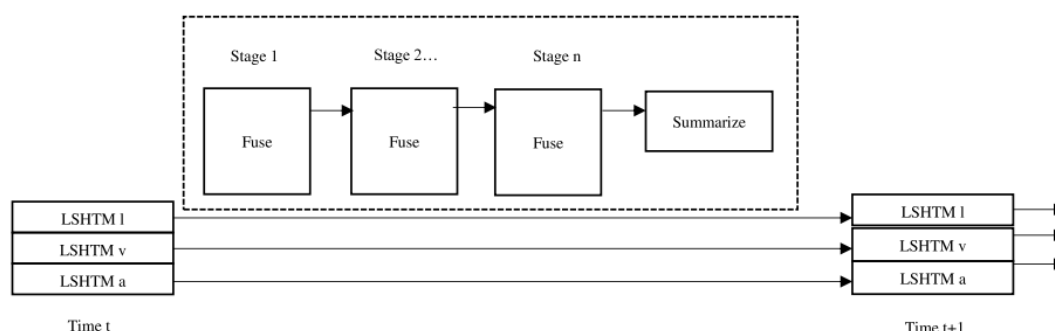 Stage 1 Stage 2… Stage n
Fuse Fuse Fuse Summarize
LSHTM l LSHTM l
LSHTM v LSHTM v
LSHTM a LSHTM a
Time t Time t+1